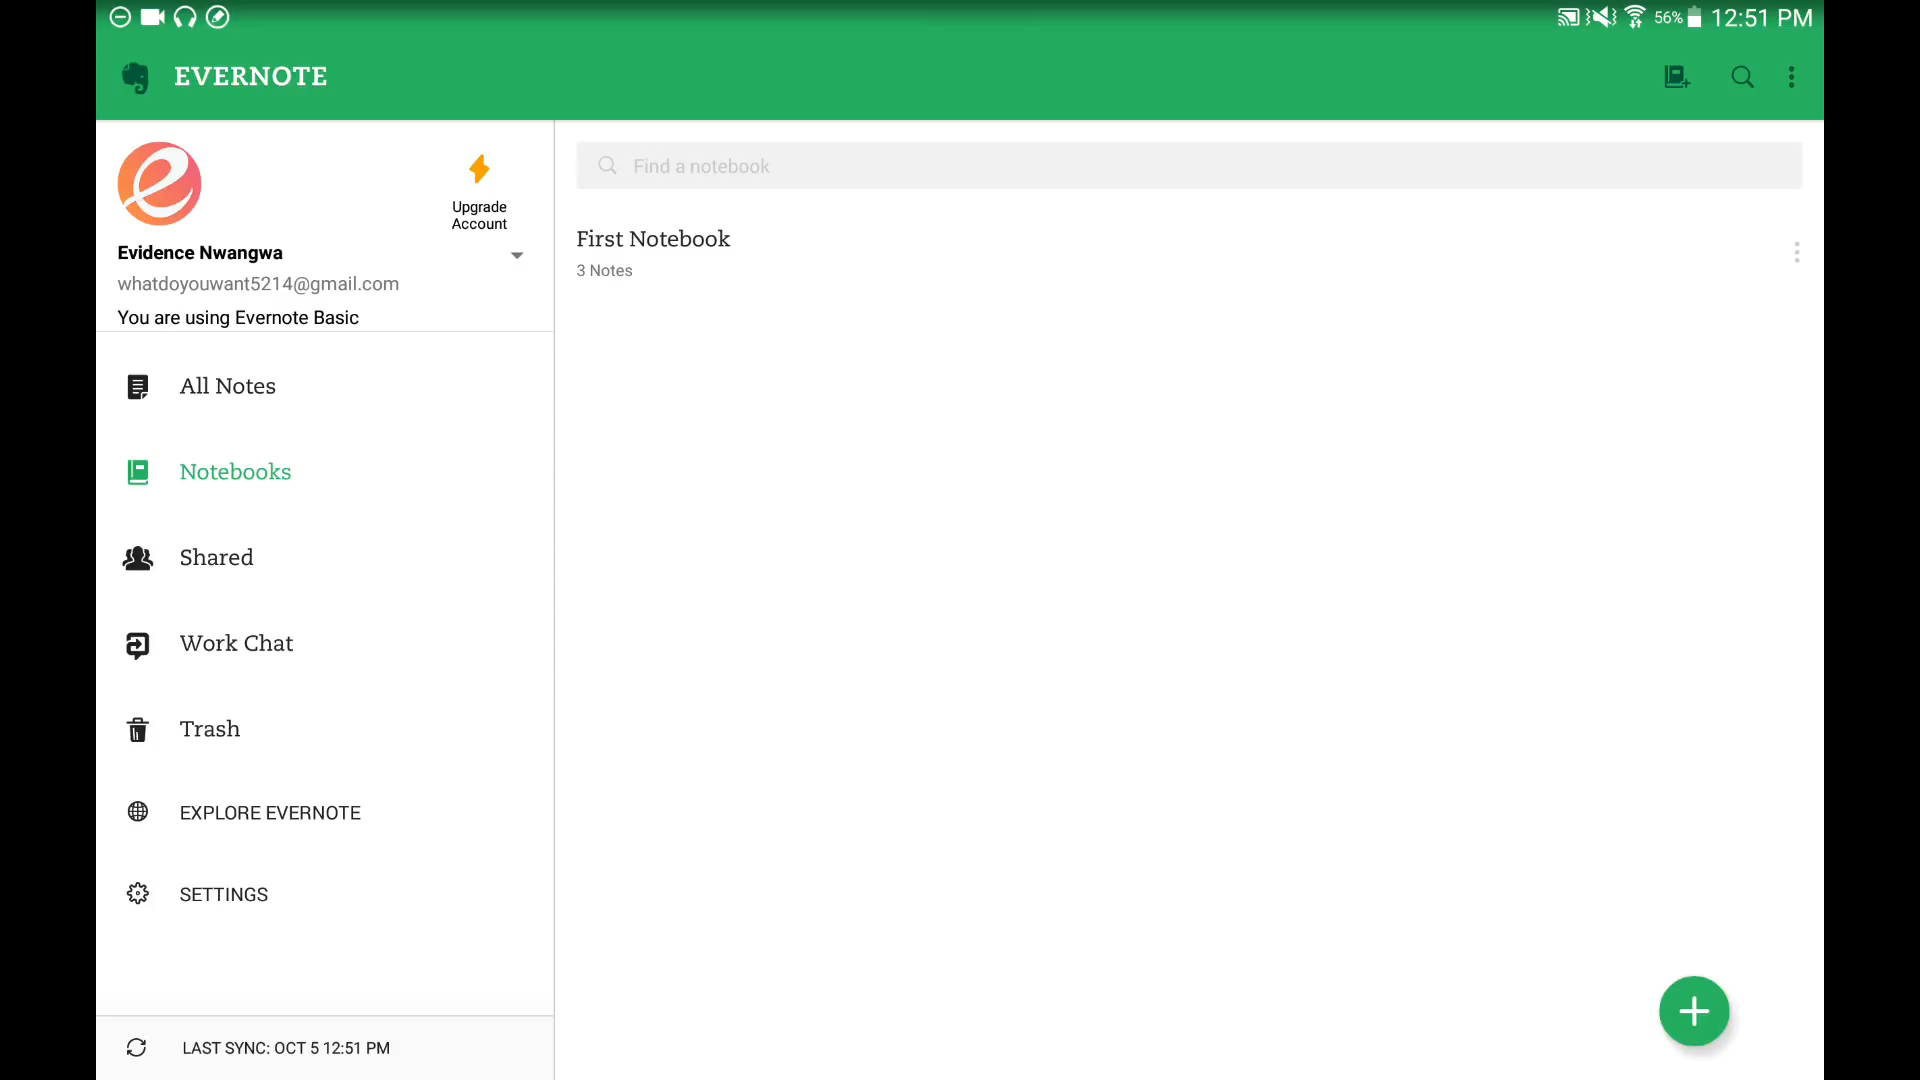 56% 12:51 PM
EVERNOTE
Upgrade
Account
Evidence Nwangwa
whatdoyouwant5214@gmail.com
You are using Evernote Basic
All Notes
Notebooks
Shared
Work Chat
Trash
EXPLORE EVERNOTE
SETTINGS
LAST SYNC: OCT 5 12:51 PM
Find a notebook
First Notebook
3 Notes